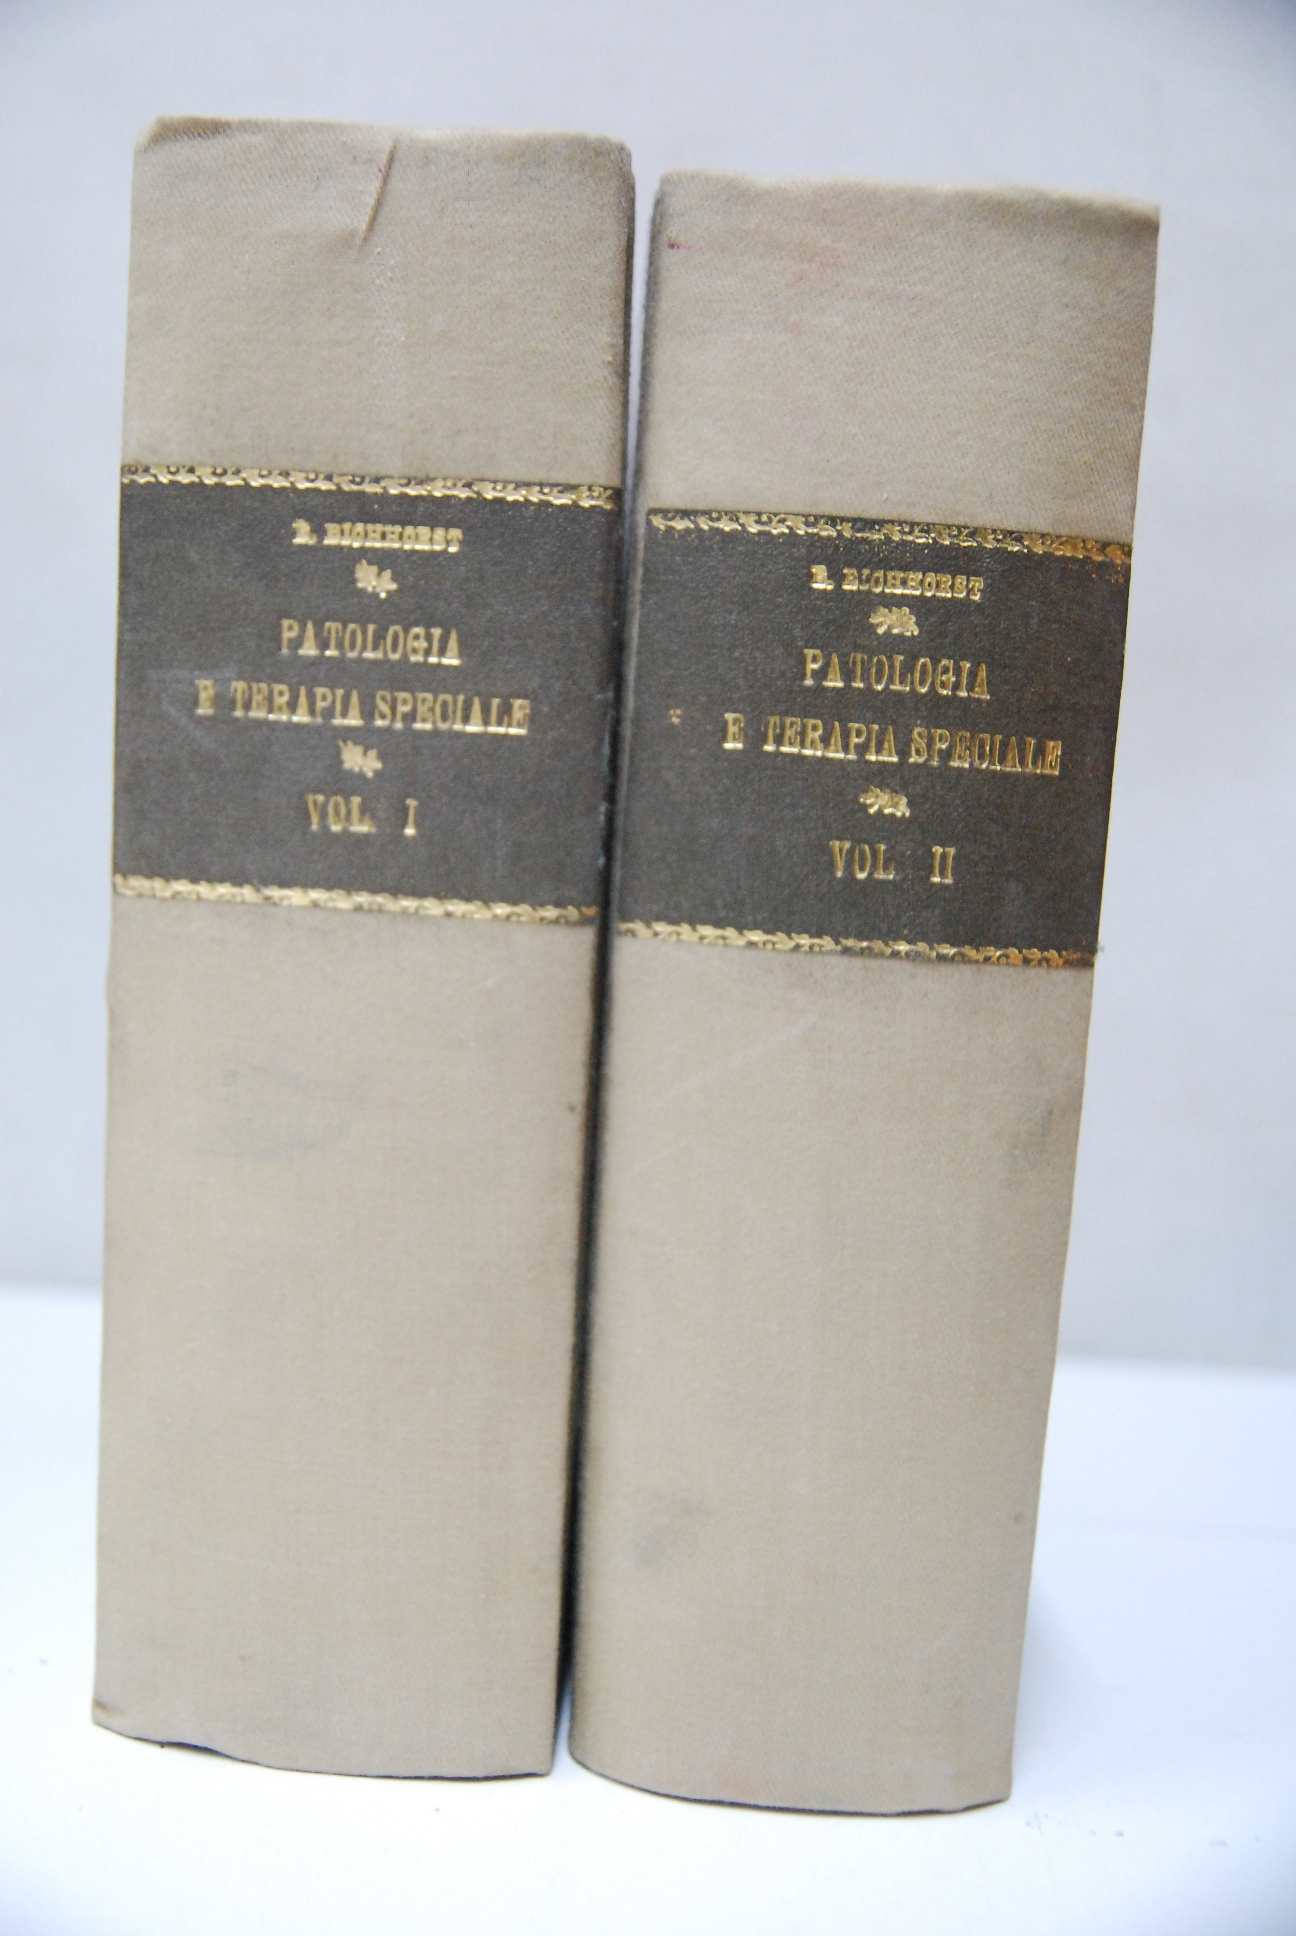 E. EICHHORST
PATOLOGIA
E TERAPIA SPECIALE
VOL. I
E. EICHHORST
PATOLOGIA
E TERAPIA SPECIALE
VOL II